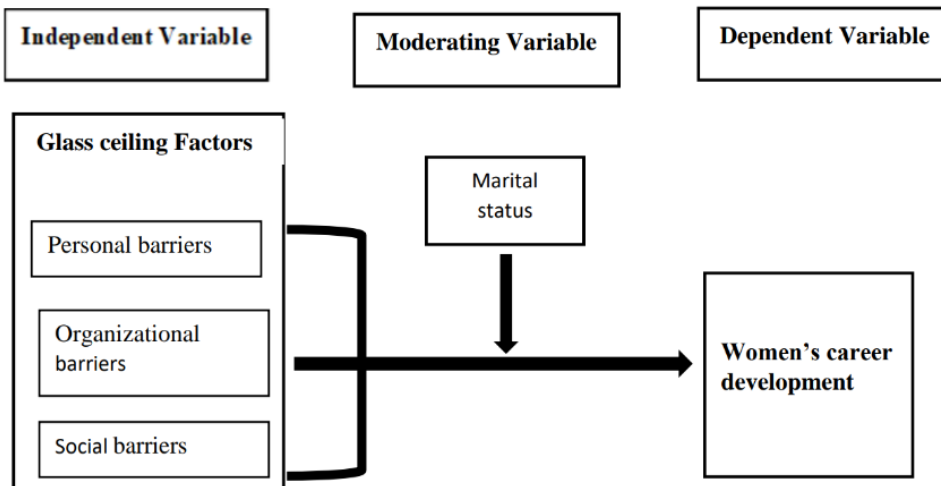 Independent Variable
Moderating Variable
Dependent Variable
Glass ceiling Factors
Personal barriers
Organizational
barriers
Social barriers
Marital
status
Women’s career
development